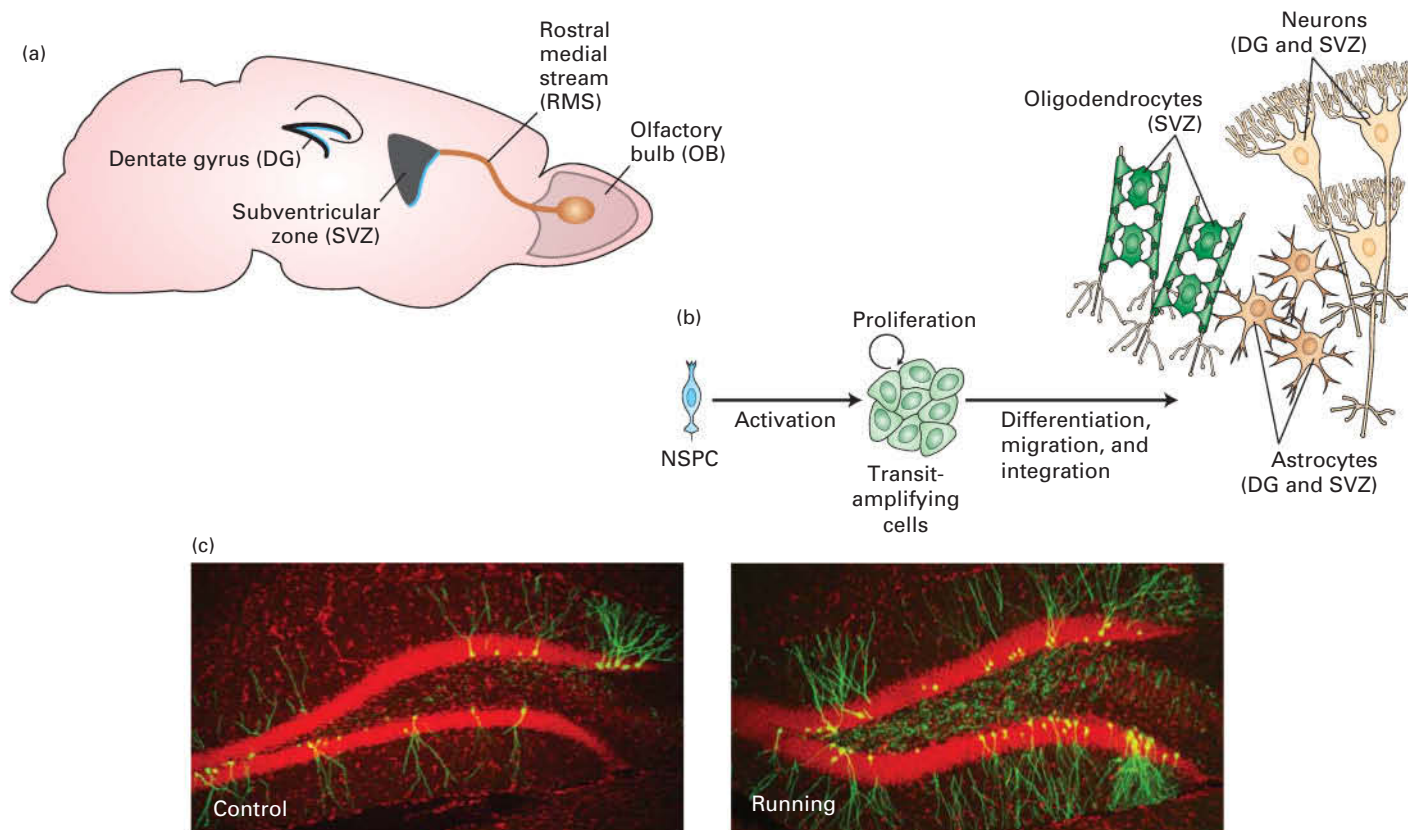 (a)
Rostral
medial
stream
(RMS)
Dentate gyrus (DG)
Olfactory
bulb (OB)
Subventricular
zone (SVZ)
Neurons
(DG and SVZ)
Oligodendrocytes
(SVZ)
(b)
Proliferation
Activation
NSPC
Transit-
amplifying
cells
Differentiation,
migration, and
integration
Astrocytes
(DG and SVZ)
(c)
Control
Running